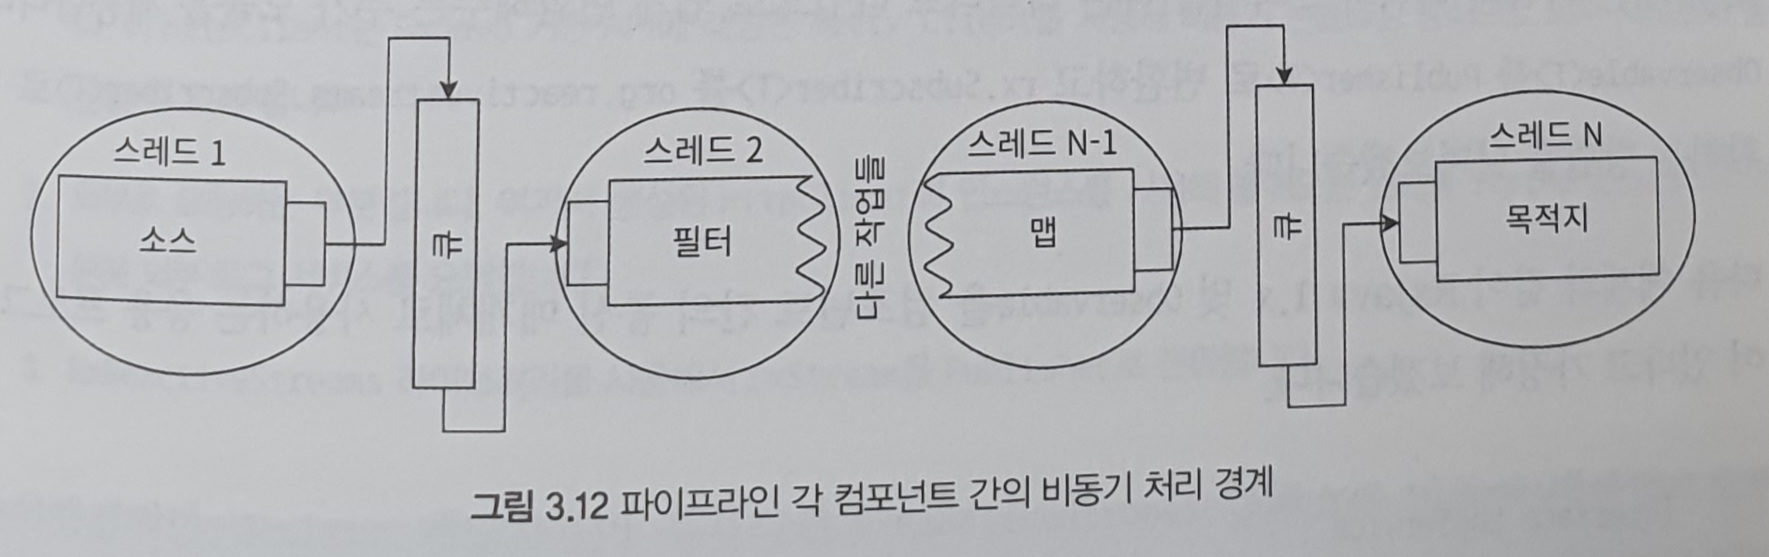 스레드 1
소스
큐
스레드 2
필터
다른 작업들
스레드 N-1
맵
큐
스레드 N
목적지
그림 3.12 파이프라인 각 컴포넌트 간의 비동기 처리 경계